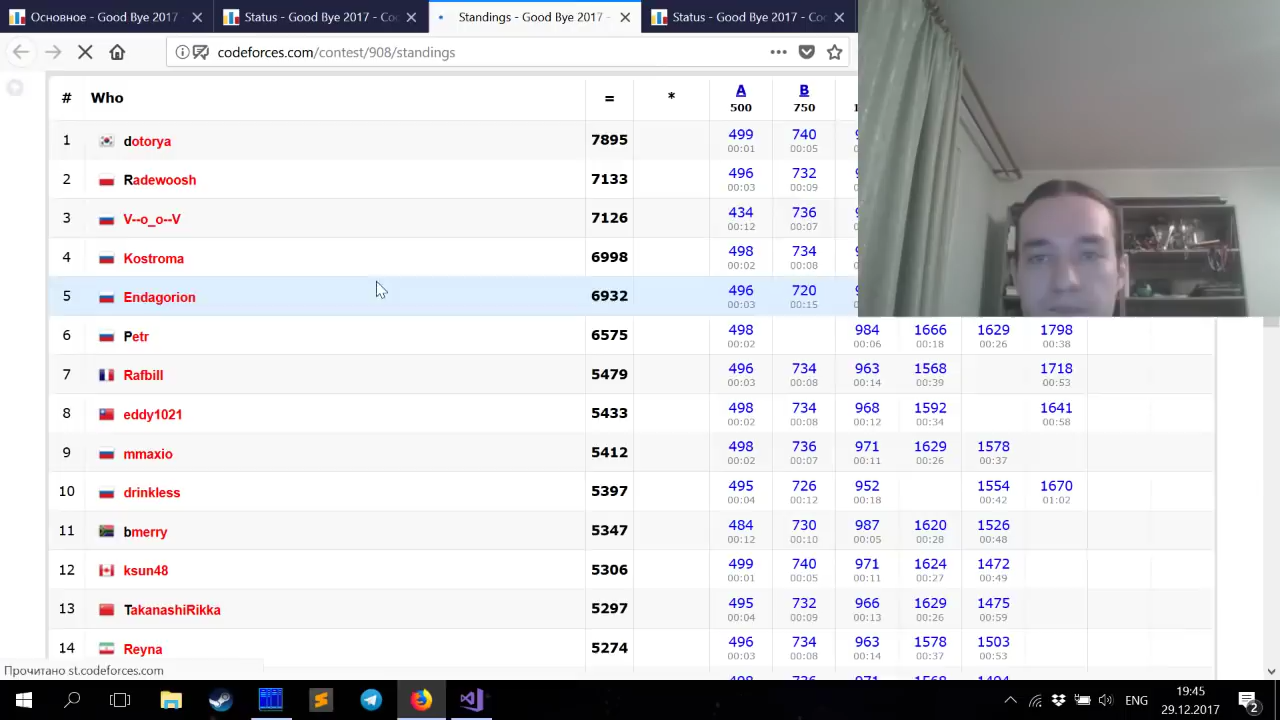 Основное - Good Bye 2017 - Status - Good Bye 2017 - Co Standings - Good Bye 2017 - Status - Good Bye 2017 - Co
codeforces.com/contest/908/standings
# Who = * A B
500 750
1 dotorya 7895 499 740
00:01 00:05
2 Radewoosh 7133 496 732
00:03 00:09
3 V--o_o--V 7126 434 736
00:12 00:07
4 Kostroma 6998 498 734
00:02 00:08
5 Endagorion 6932 496 720
00:03 00:15
6 Petr 6575 498 984 1666 1629 1798
00:02 00:06 00:18 00:26 00:38
7 Rafbill 5479 496 734 963 1568 1718
00:03 00:08 00:14 00:39 00:53
8 eddy1021 5433 498 734 968 1592 1641
00:02 00:08 00:12 00:34 00:58
9 mmaxio 5412 498 736 971 1629 1578
00:02 00:07 00:11 00:26 00:37
10 drinkless 5397 495 726 952 1554 1670
00:04 00:12 00:18 00:42 01:02
11 bmerry 5347 484 730 987 1620 1526
00:12 00:10 00:05 00:28 00:48
12 ksun48 5306 499 740 971 1624 1472
00:01 00:05 00:11 00:27 00:49
13 TakanashiRikka 5297 495 732 966 1629 1475
00:04 00:09 00:13 00:26 00:59
14 Reyna 5274 496 734 963 1578 1503
00:03 00:08 00:14 00:37 00:53
Прочитано st.codeforces.com
ENG 19:45
29.12.2017 2